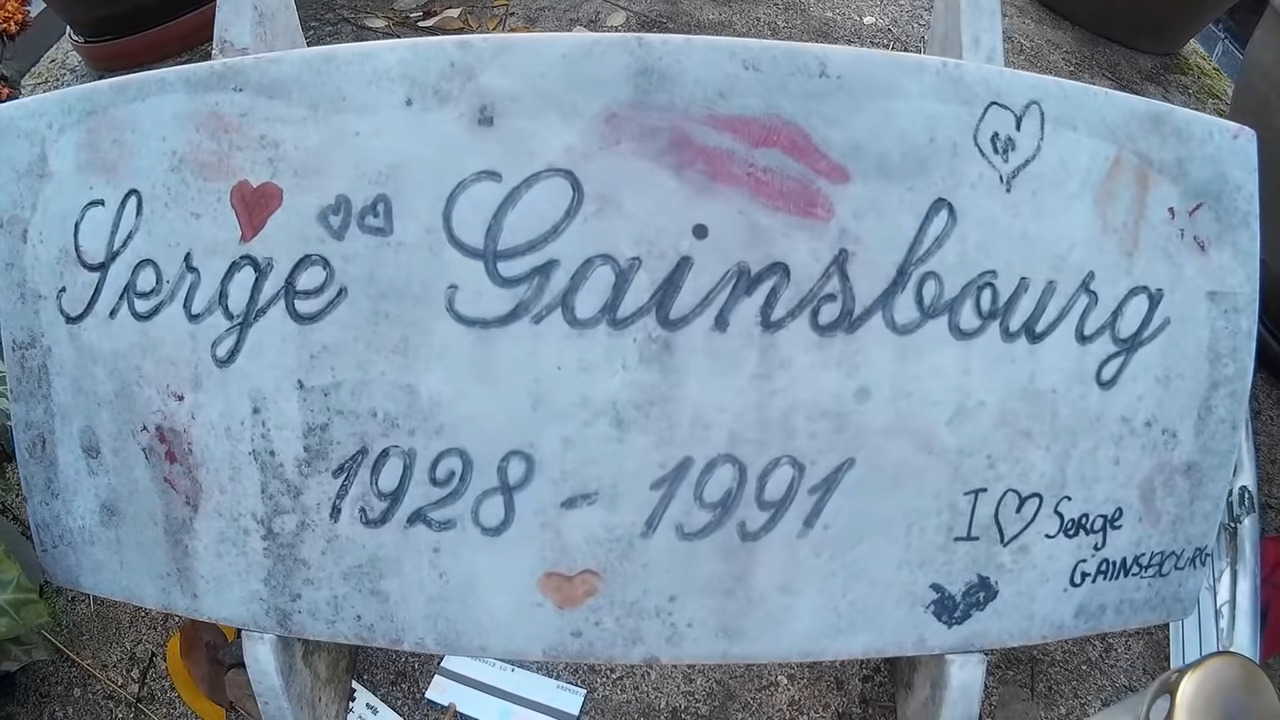 Serge Gainsbourg
1928 - 1991
I ♡ Serge
GAINSBOURG